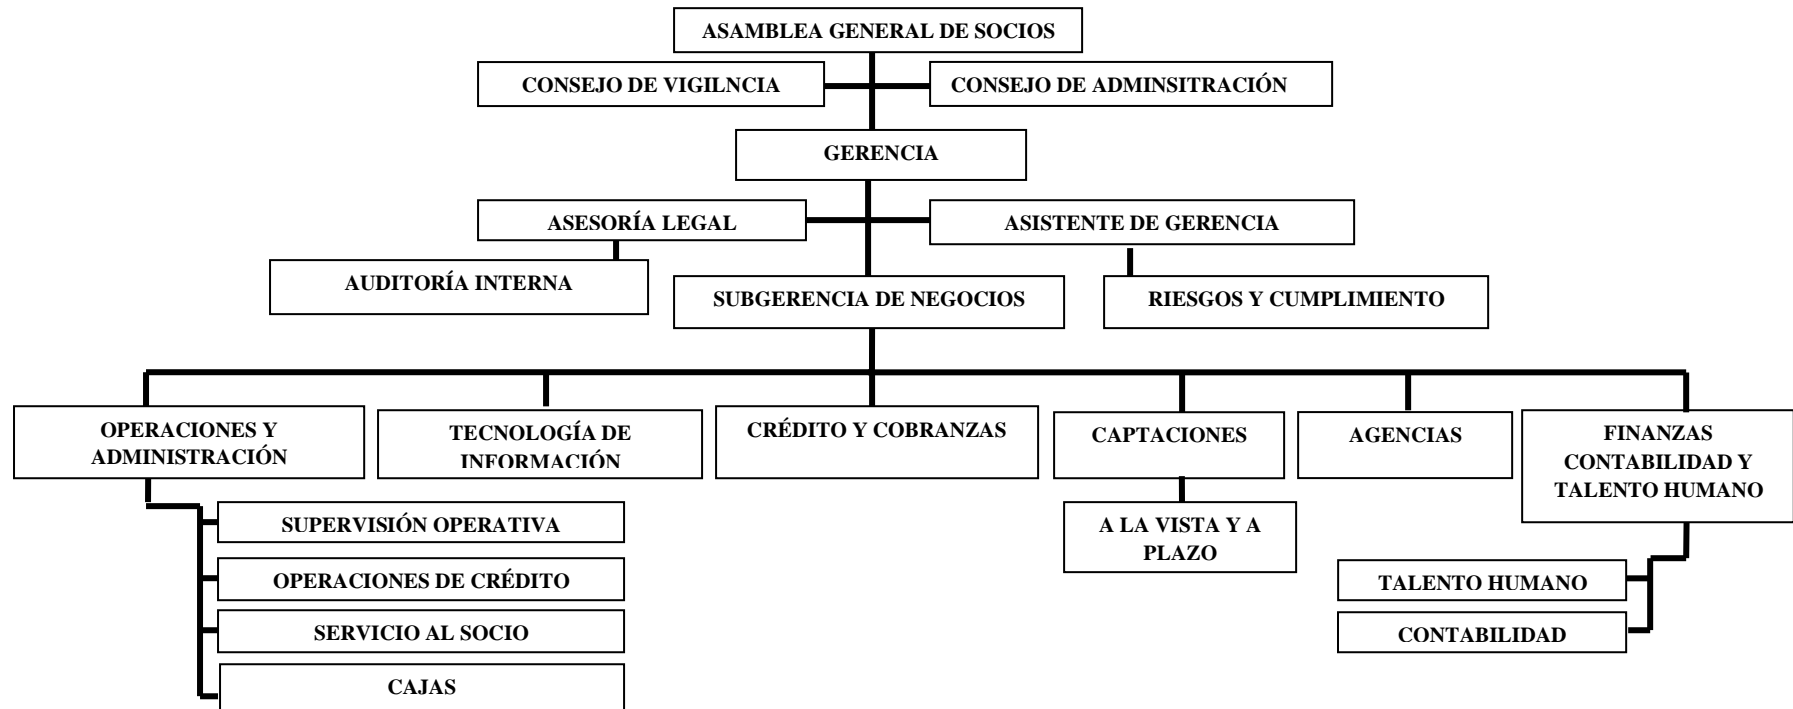 ASAMBLEA GENERAL DE SOCIOS
CONSEJO DE VIGILNCIA
CONSEJO DE ADMINSITRACIÓN
GERENCIA
ASESORÍA LEGAL
ASISTENTE DE GERENCIA
AUDITORÍA INTERNA
SUBGERENCIA DE NEGOCIOS
RIESGOS Y CUMPLIMIENTO
OPERACIONES Y
ADMINISTRACIÓN
TECNOLOGÍA DE
INFORMACIÓN
CRÉDITO Y COBRANZAS
CAPTACIONES
AGENCIAS
FINANZAS
CONTABILIDAD Y
TALENTO HUMANO
SUPERVISIÓN OPERATIVA
OPERACIONES DE CRÉDITO
SERVICIO AL SOCIO
CAJAS
A LA VISTA Y A
PLAZO
TALENTO HUMANO
CONTABILIDAD